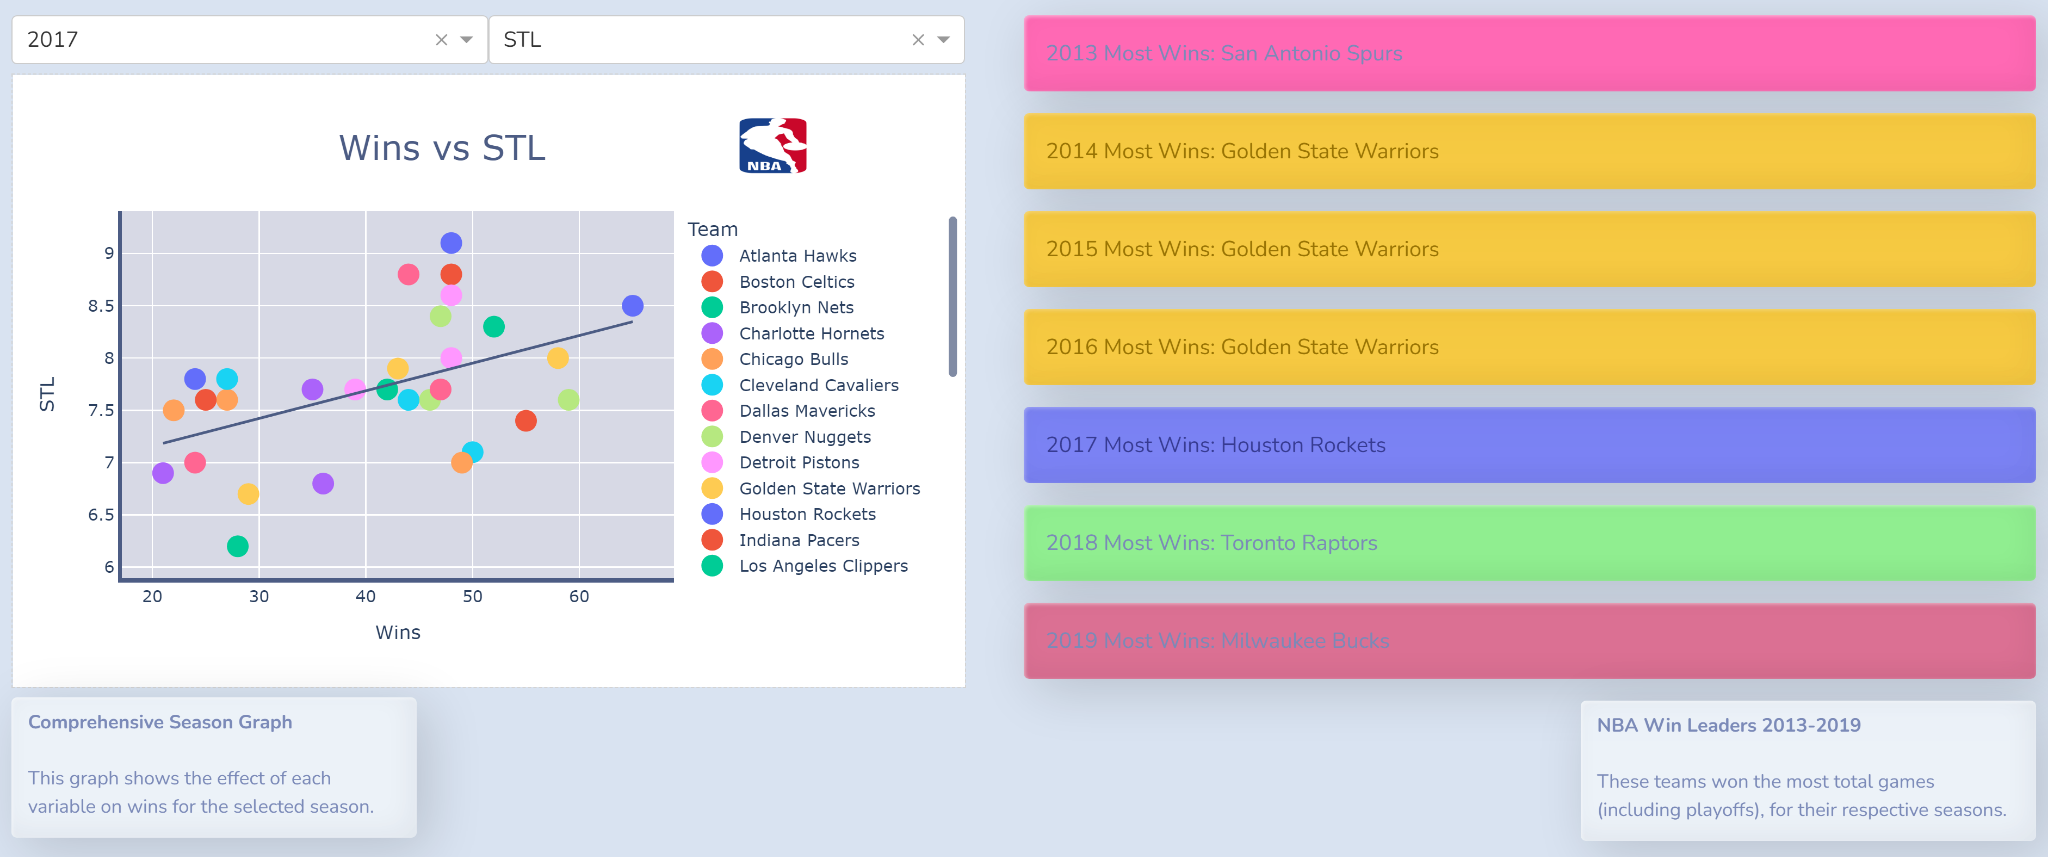 2017
STL
Wins vs STL
NBA
STL
9
8.5
8
7.5
7
6.5
6
20
30
40
50
60
Wins
Team
Atlanta Hawks
Boston Celtics
Brooklyn Nets
Charlotte Hornets
Chicago Bulls
Cleveland Cavaliers
Dallas Mavericks
Denver Nuggets
Detroit Pistons
Golden State Warriors
Houston Rockets
Indiana Pacers
Los Angeles Clippers
Comprehensive Season Graph
This graph shows the effect of each
variable on wins for the selected season.
2013 Most Wins: San Antonio Spurs
2014 Most Wins: Golden State Warriors
2015 Most Wins: Golden State Warriors
2016 Most Wins: Golden State Warriors
2017 Most Wins: Houston Rockets
2018 Most Wins: Toronto Raptors
2019 Most Wins: Milwaukee Bucks
NBA Win Leaders 2013-2019
These teams won the most total games
(including playoffs), for their respective seasons.